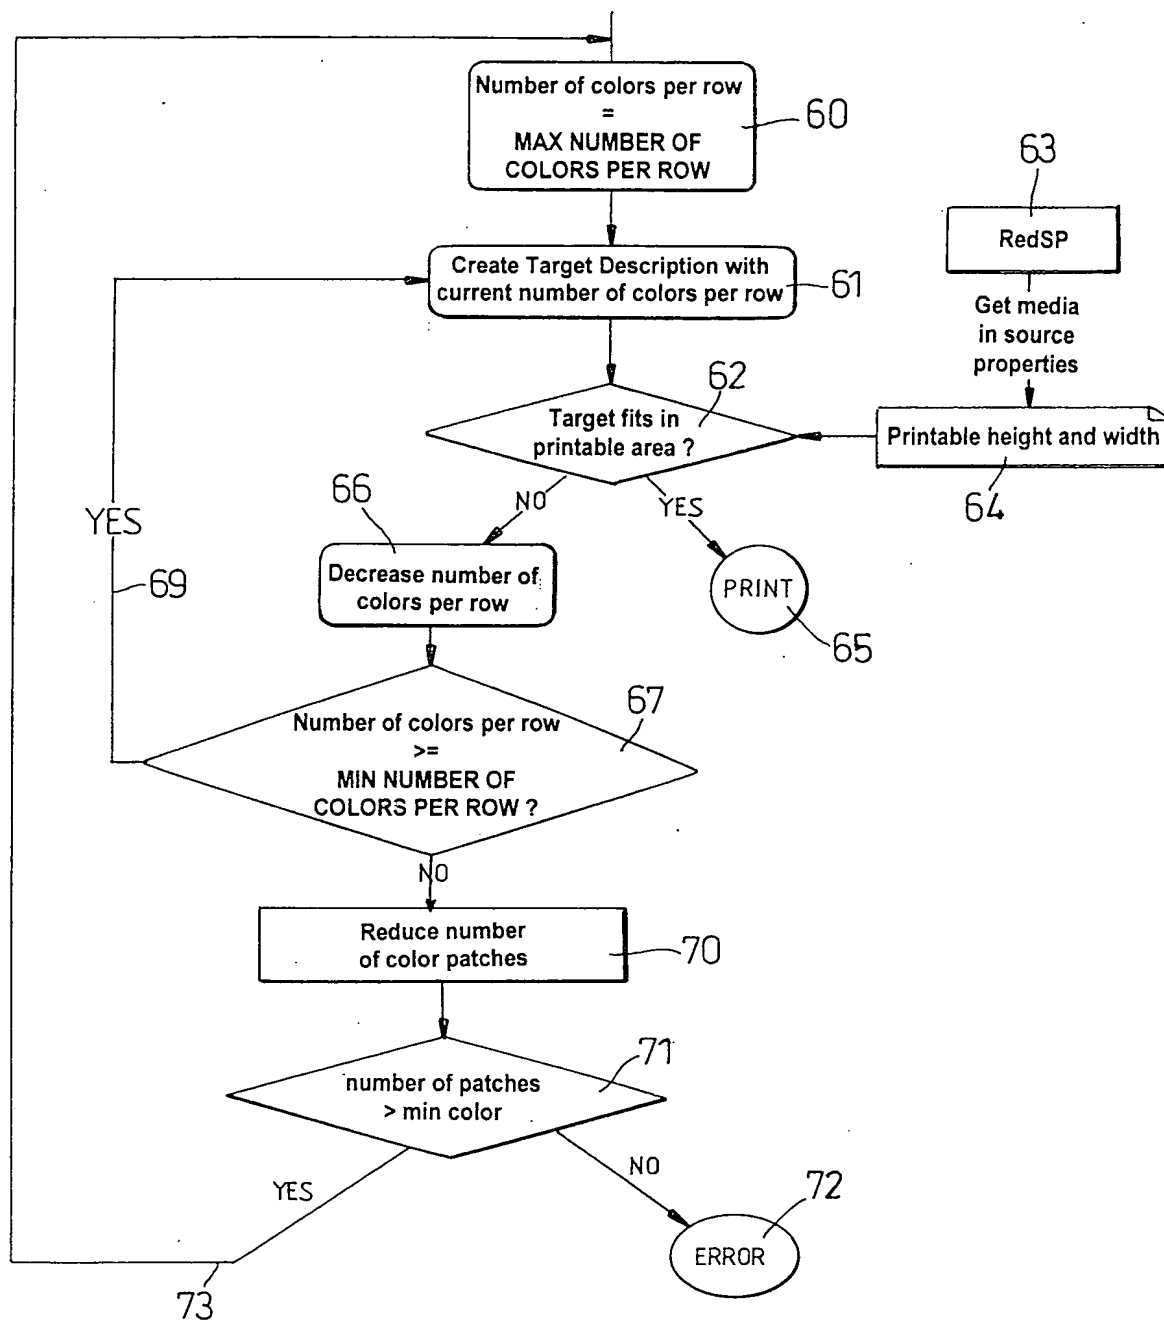 Number of colors per row
=
MAX NUMBER OF
COLORS PER ROW
60
63
RedSP
Create Target Description with
current number of colors per row
61
Get media
in source
properties
62
Target fits in
printable area ?
Printable height and width
64
NO
YES
66
YES
Decrease number of
colors per row
69
PRINT
65
67
Number of colors per row
>=
MIN NUMBER OF
COLORS PER ROW ?
NO
Reduce number
of color patches
70
71
number of patches
> min color
NO
YES
72
ERROR
73